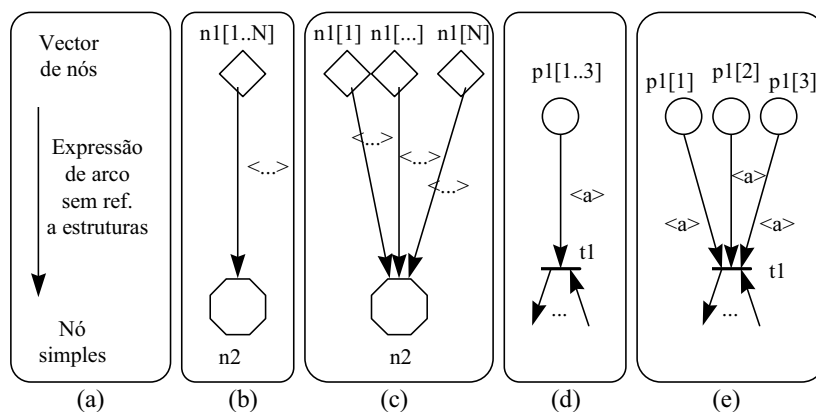 Vector
de nós
Expressão
de arco
sem ref.
a estruturas
Nó
simples
(a)
n1[1..N]
<...>
n2
(b)
n1[1] n1[...] n1[N]
<...>
<...>
<...>
n2
(c)
p1[1..3]
<a>
t1
...
(d)
p1[1] p1[2] p1[3]
<a>
<a> <a>
t1
...
(e)